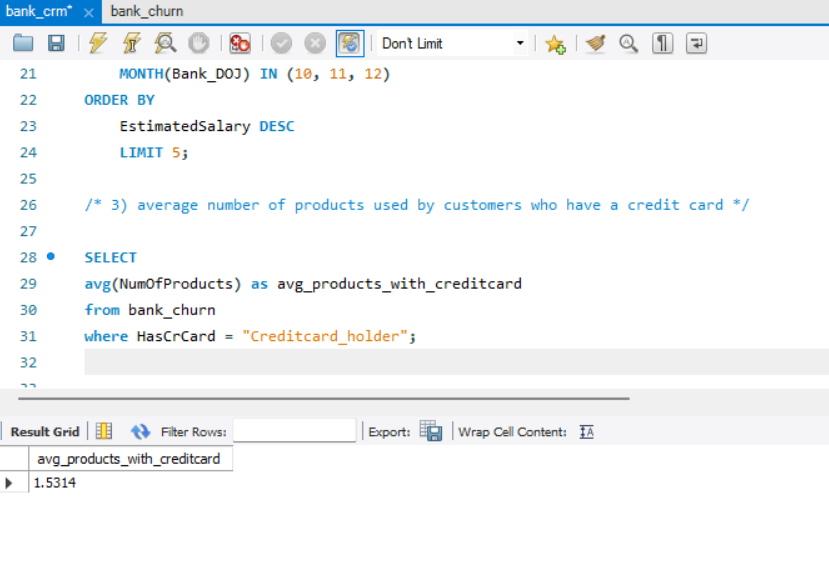 bank_crm* × bank_churn
Don't Limit
21 MONTH(Bank_DOJ) IN (10, 11, 12)
22 ORDER BY
23 EstimatedSalary DESC
24 LIMIT 5;
25
26 /* 3) average number of products used by customers who have a credit card */
27
28 SELECT
29 avg(NumOfProducts) as avg_products_with_creditcard
30 from bank_churn
31 where HasCrCard = "Creditcard_holder";
32
Result Grid Filter Rows: Export: Wrap Cell Content:
avg_products_with_creditcard
1.5314